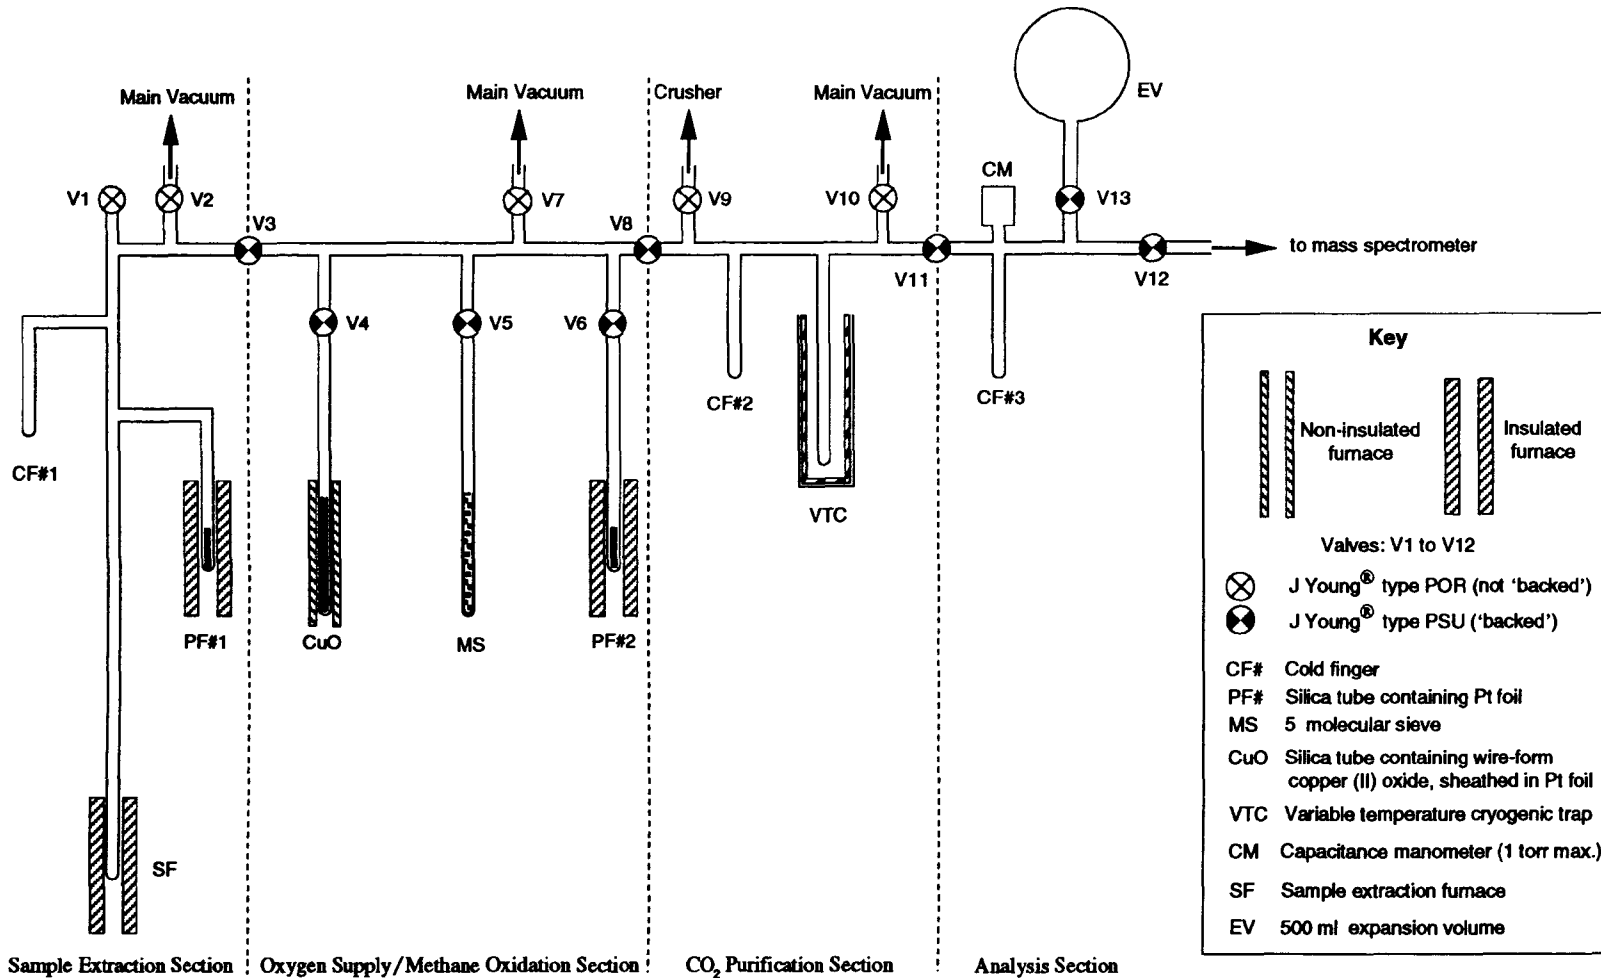 EV
Main Vacuum
Main Vacuum
Crusher
Main Vacuum
CM
V1
V2
V7
V9
V10
V13
V3
V8
to mass spectrometer
V11
V12
V4
V5
V6
CF#1
CF#2
CF#3
VTC
PF#1
CuO
MS
PF#2
SF
Key
Non-insulated
furnace
Insulated
furnace
Valves: V1 to V12
J Young® type POR (not 'backed')
J Young® type PSU ('backed')
CF# Cold finger
PF# Silica tube containing Pt foil
MS 5 molecular sieve
CuO Silica tube containing wire-form
copper (II) oxide, sheathed in Pt foil
VTC Variable temperature cryogenic trap
CM Capacitance manometer (1 torr max.)
SF Sample extraction furnace
EV 500 ml expansion volume
Sample Extraction Section
Oxygen Supply/Methane Oxidation Section
CO₂ Purification Section
Analysis Section